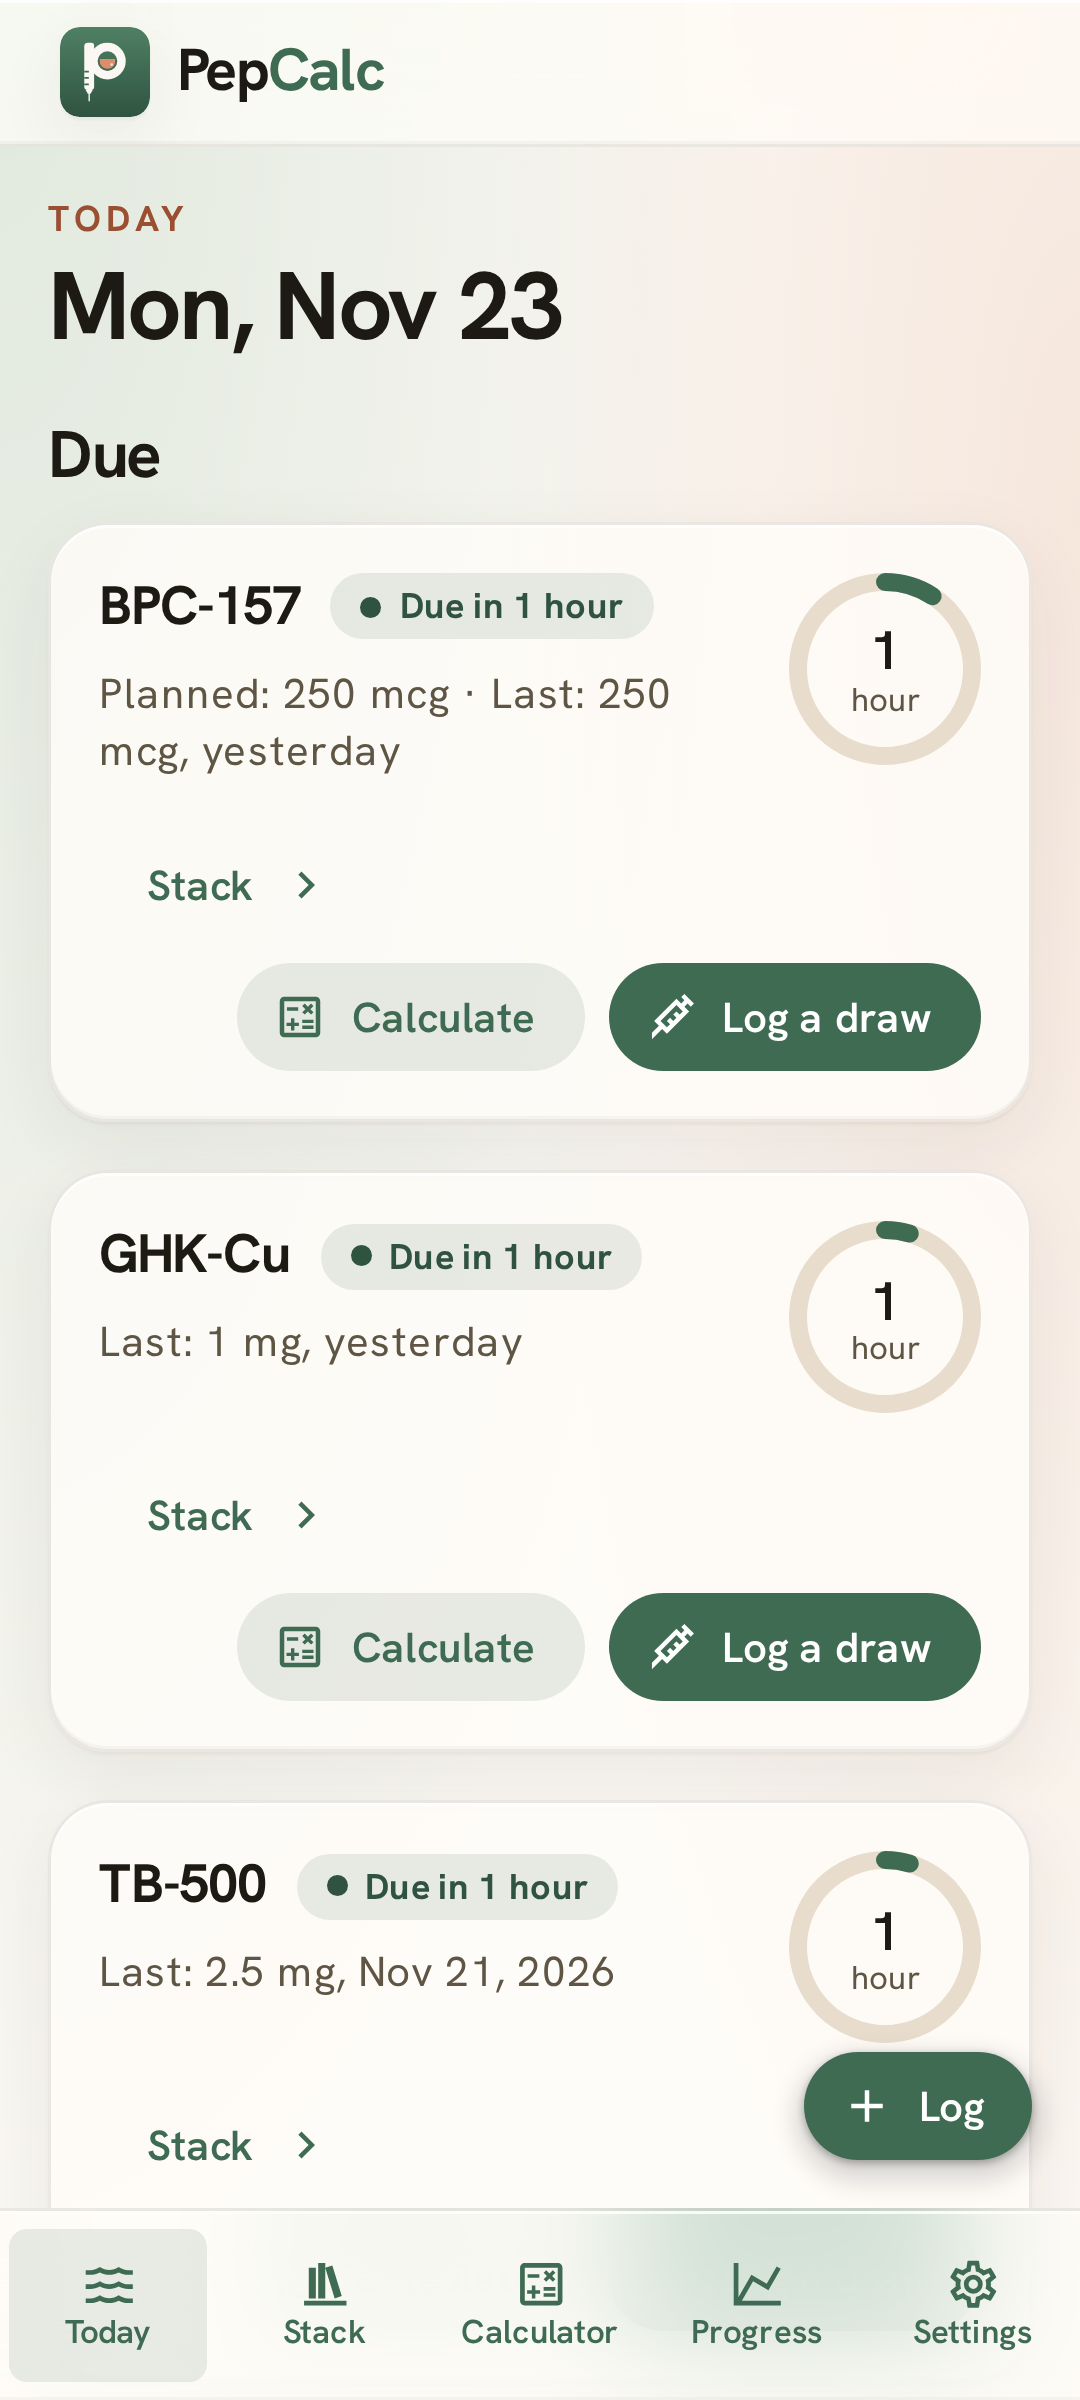 PepCalc
TODAY
Mon, Nov 23
Due
BPC-157
Due in 1 hour
1
hour
Planned: 250 mcg · Last: 250
mcg, yesterday
Stack
Calculate
Log a draw
GHK-Cu
Due in 1 hour
1
hour
Last: 1 mg, yesterday
Stack
Calculate
Log a draw
TB-500
Due in 1 hour
1
hour
Last: 2.5 mg, Nov 21, 2026
Log
Stack
Today
Stack
Calculator
Progress
Settings